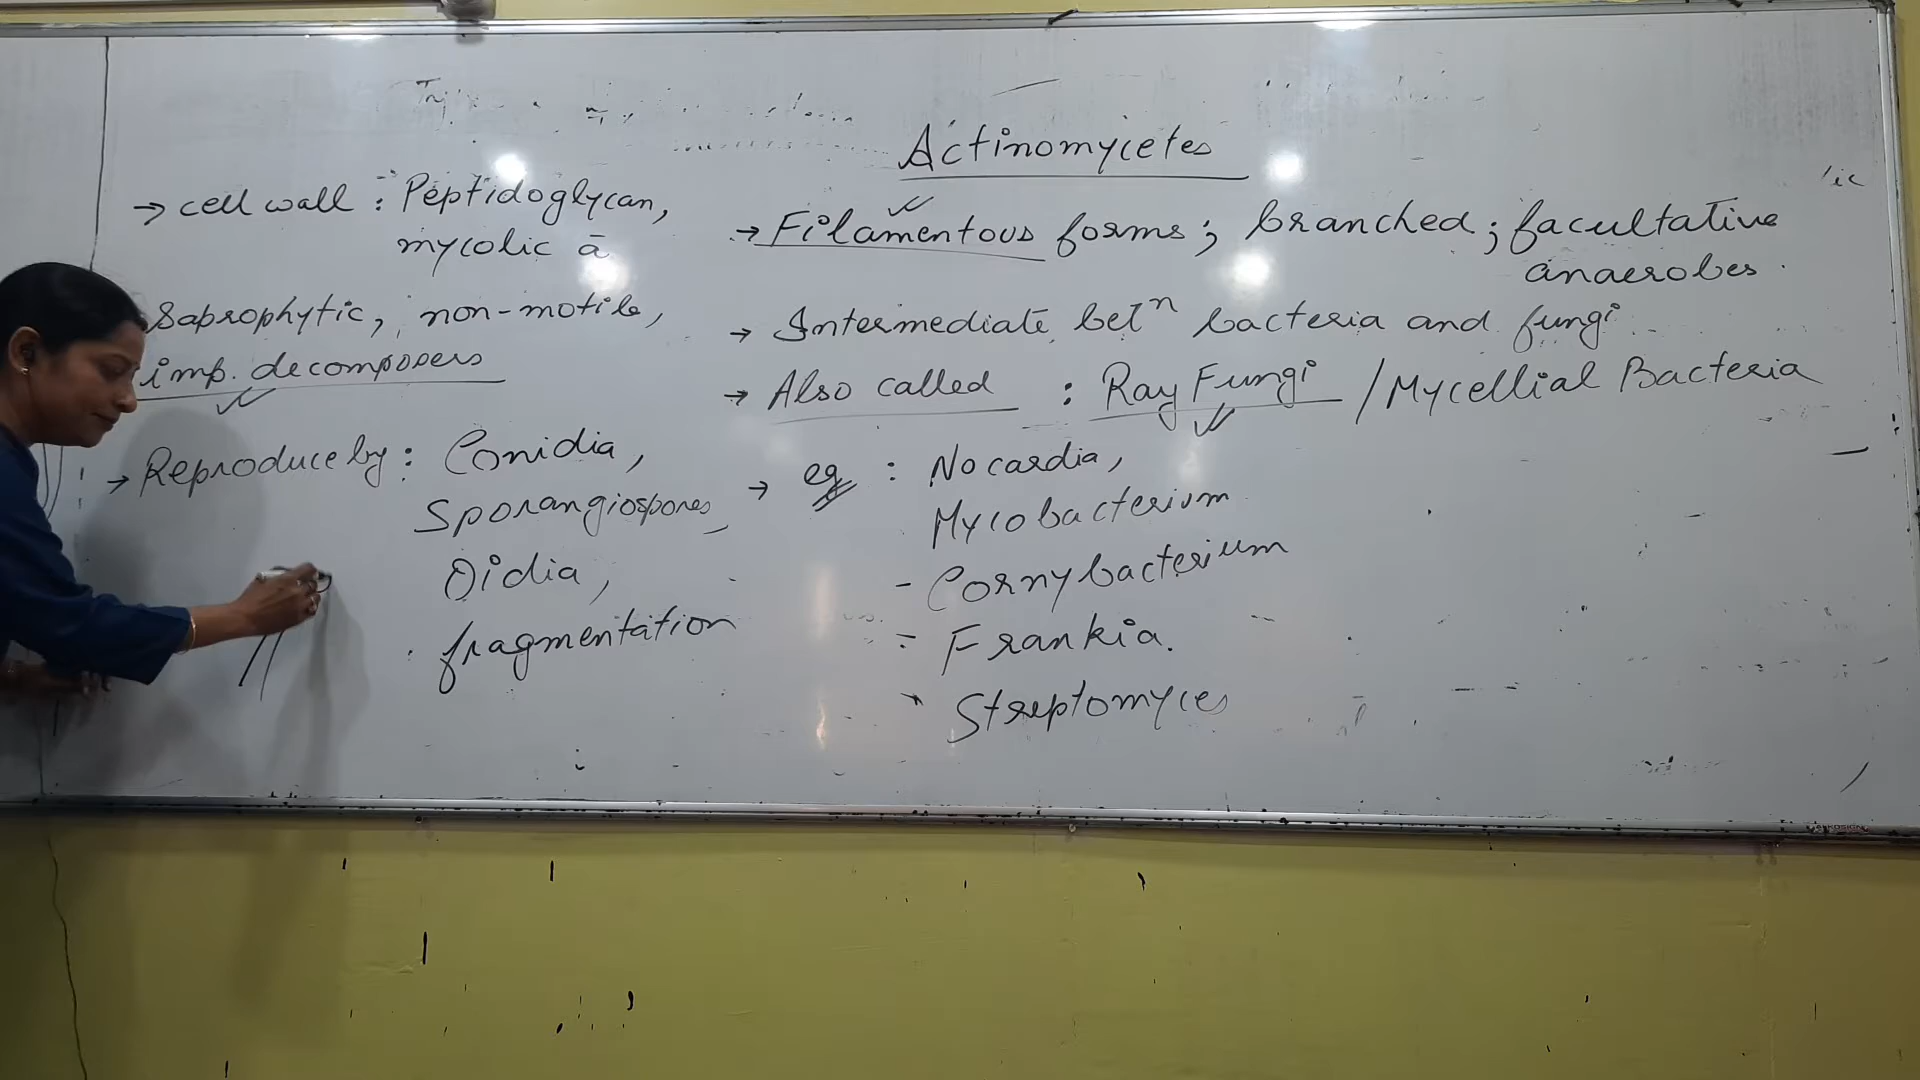 Actinomycetes
→ Filamentous forms; branched; facultative
anaerobes.
→ Intermediate betⁿ bacteria and fungi
→ Also called : Ray Fungi / Mycellial Bacteria
→ eg : Nocardia,
Mycobacterium
- Cornybacterium
- Frankia.
Streptomyces
→ cell wall : Peptidoglycan,
mycolic ā
Saprophytic, non-motile,
imp. decomposers
→ Reproduce by : Conidia,
Sporangiospores,
Oidia,
fragmentation